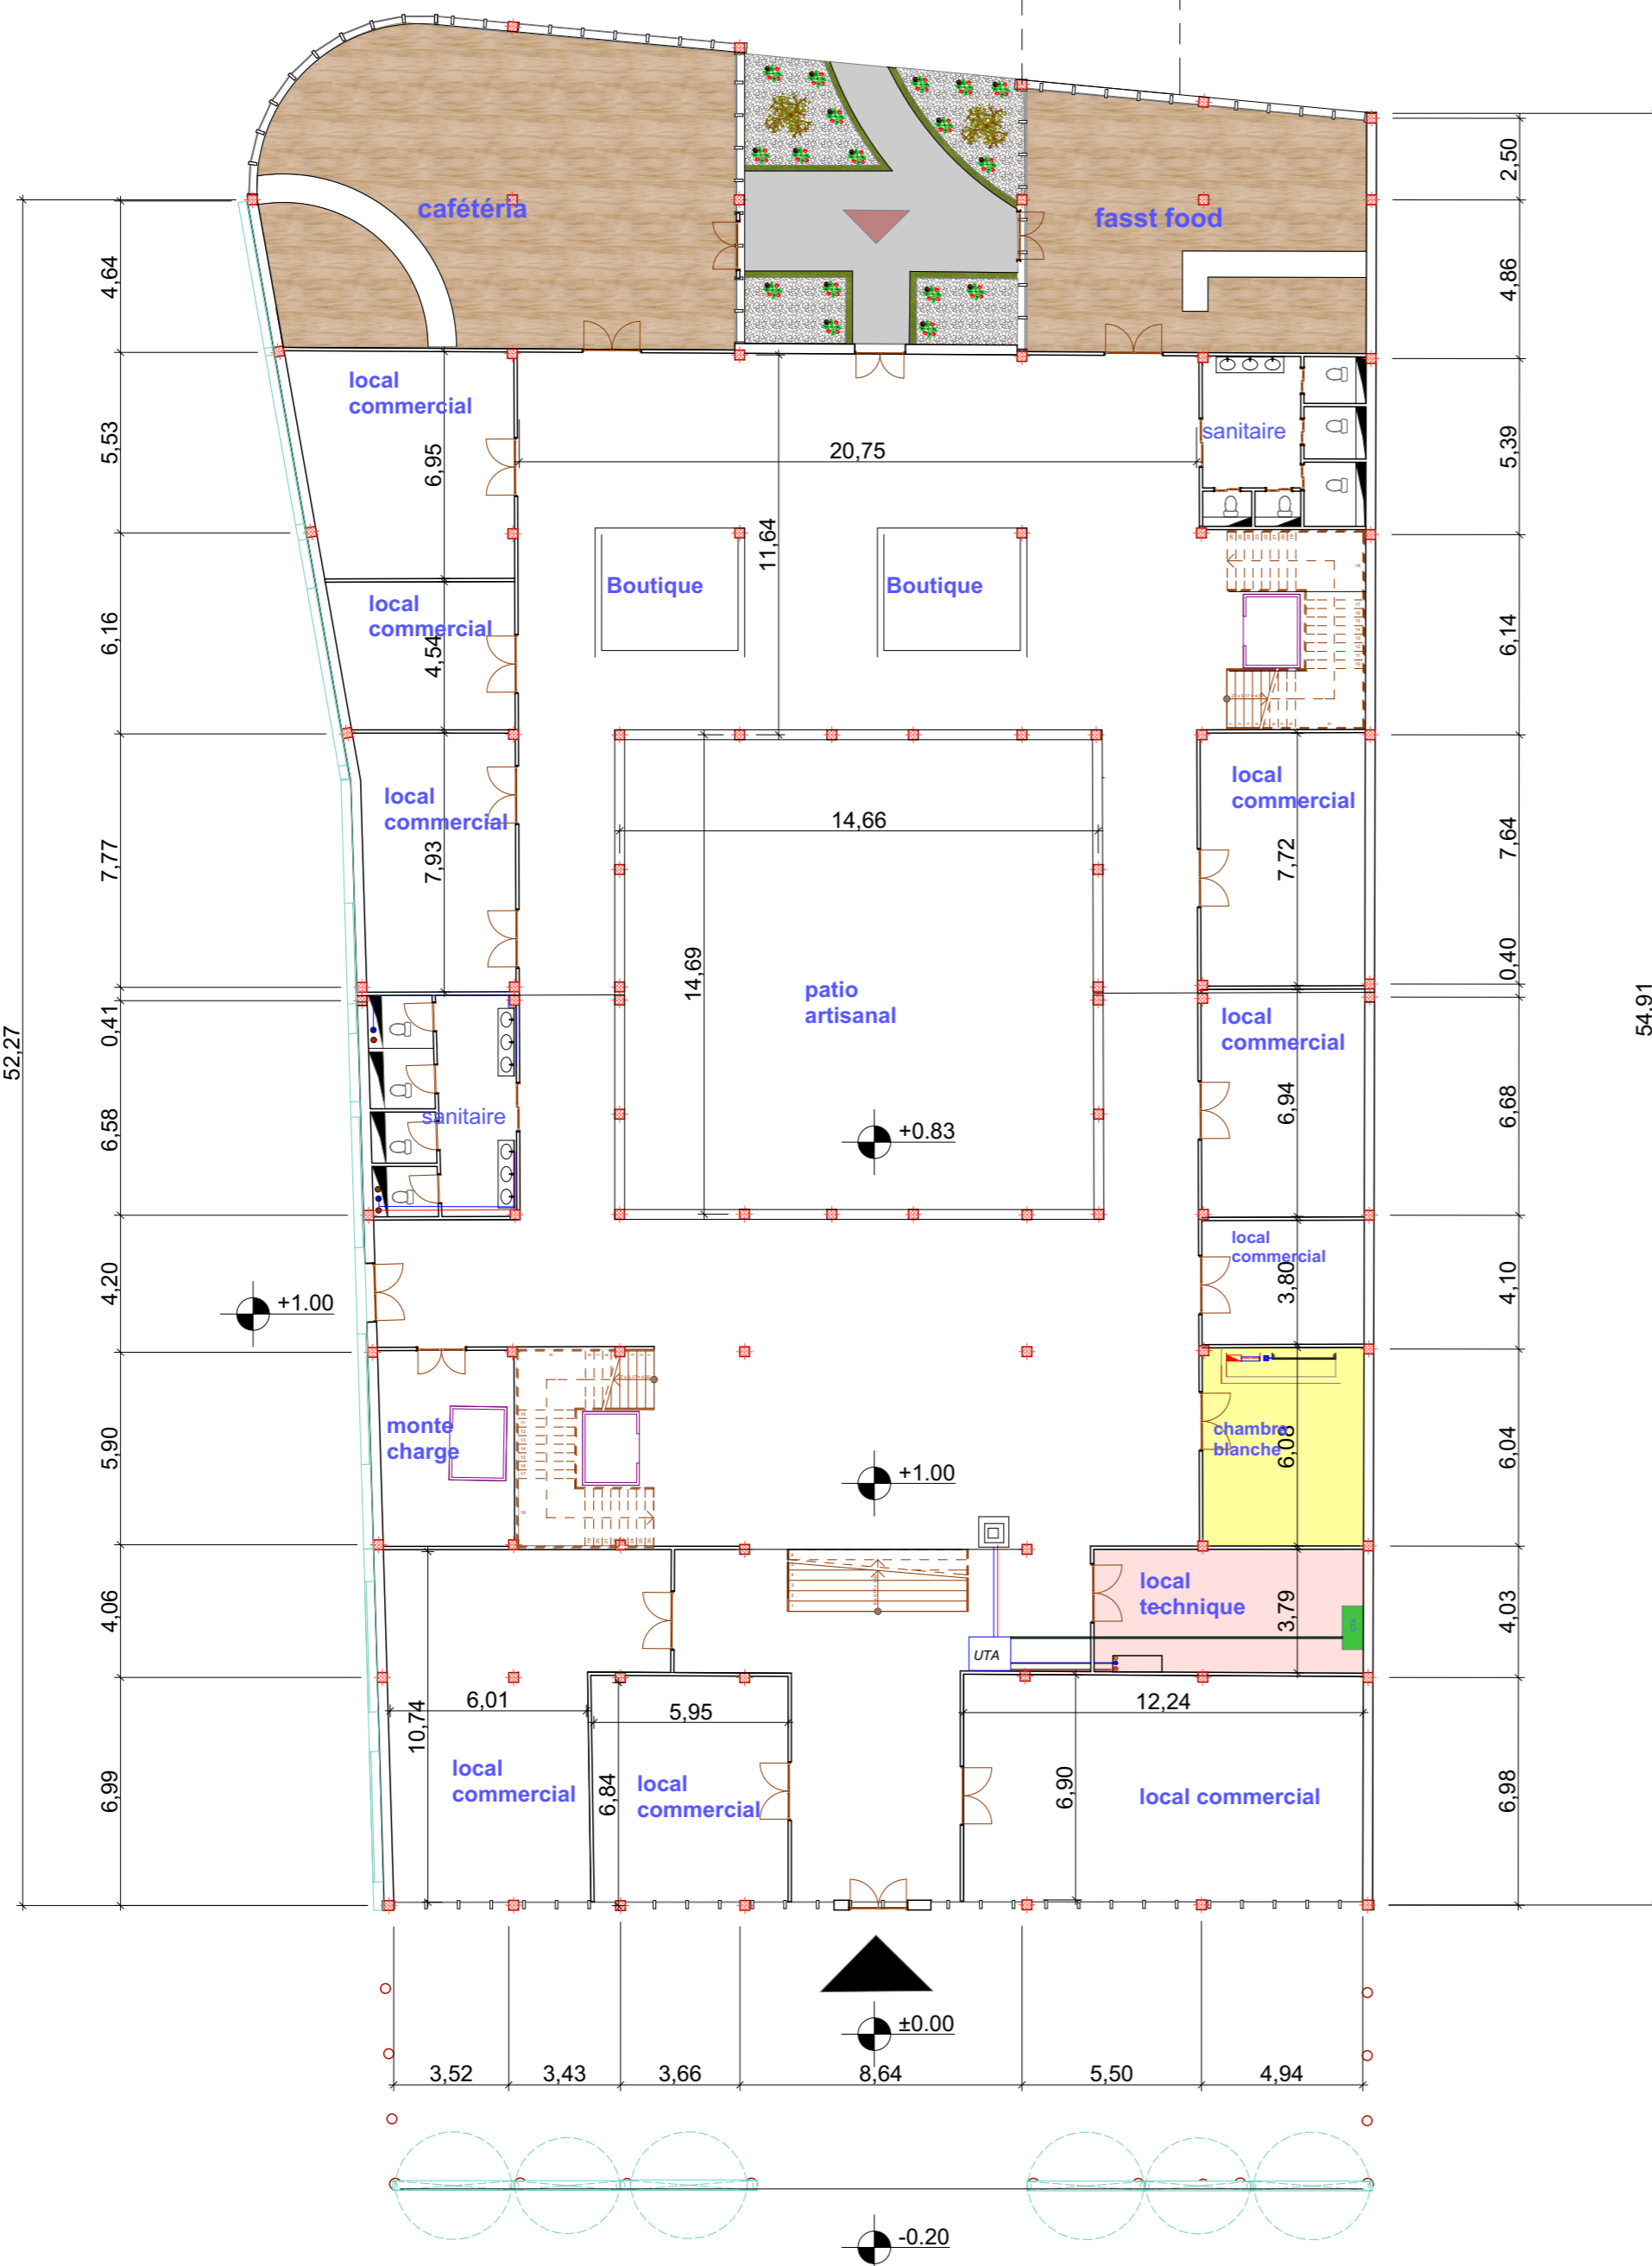 2,50
cafétéria
fasst food
4,64
4,86
local
commercial
sanitaire
5,53
6,95
20,75
5,39
11,64
Boutique
Boutique
local
commercial
6,16
4,54
6,14
local
commercial
local
commercial
14,66
7,77
7,93
7,72
7,64
14,69
0,40
patio
artisanal
local
commercial
52,27
0,41
54,91
6,58
sanitaire
6,94
6,68
+0.83
local
commercial
4,20
+1.00
3,80
4,10
monte
charge
5,90
chambre
blanche
6,08
6,04
+1.00
local
technique
4,06
3,79
4,03
UTA
UTA
6,01
10,74
5,95
12,24
local
commercial
local
commercial
local commercial
6,99
6,84
6,90
6,98
±0.00
3,52
3,43
3,66
8,64
5,50
4,94
-0.20